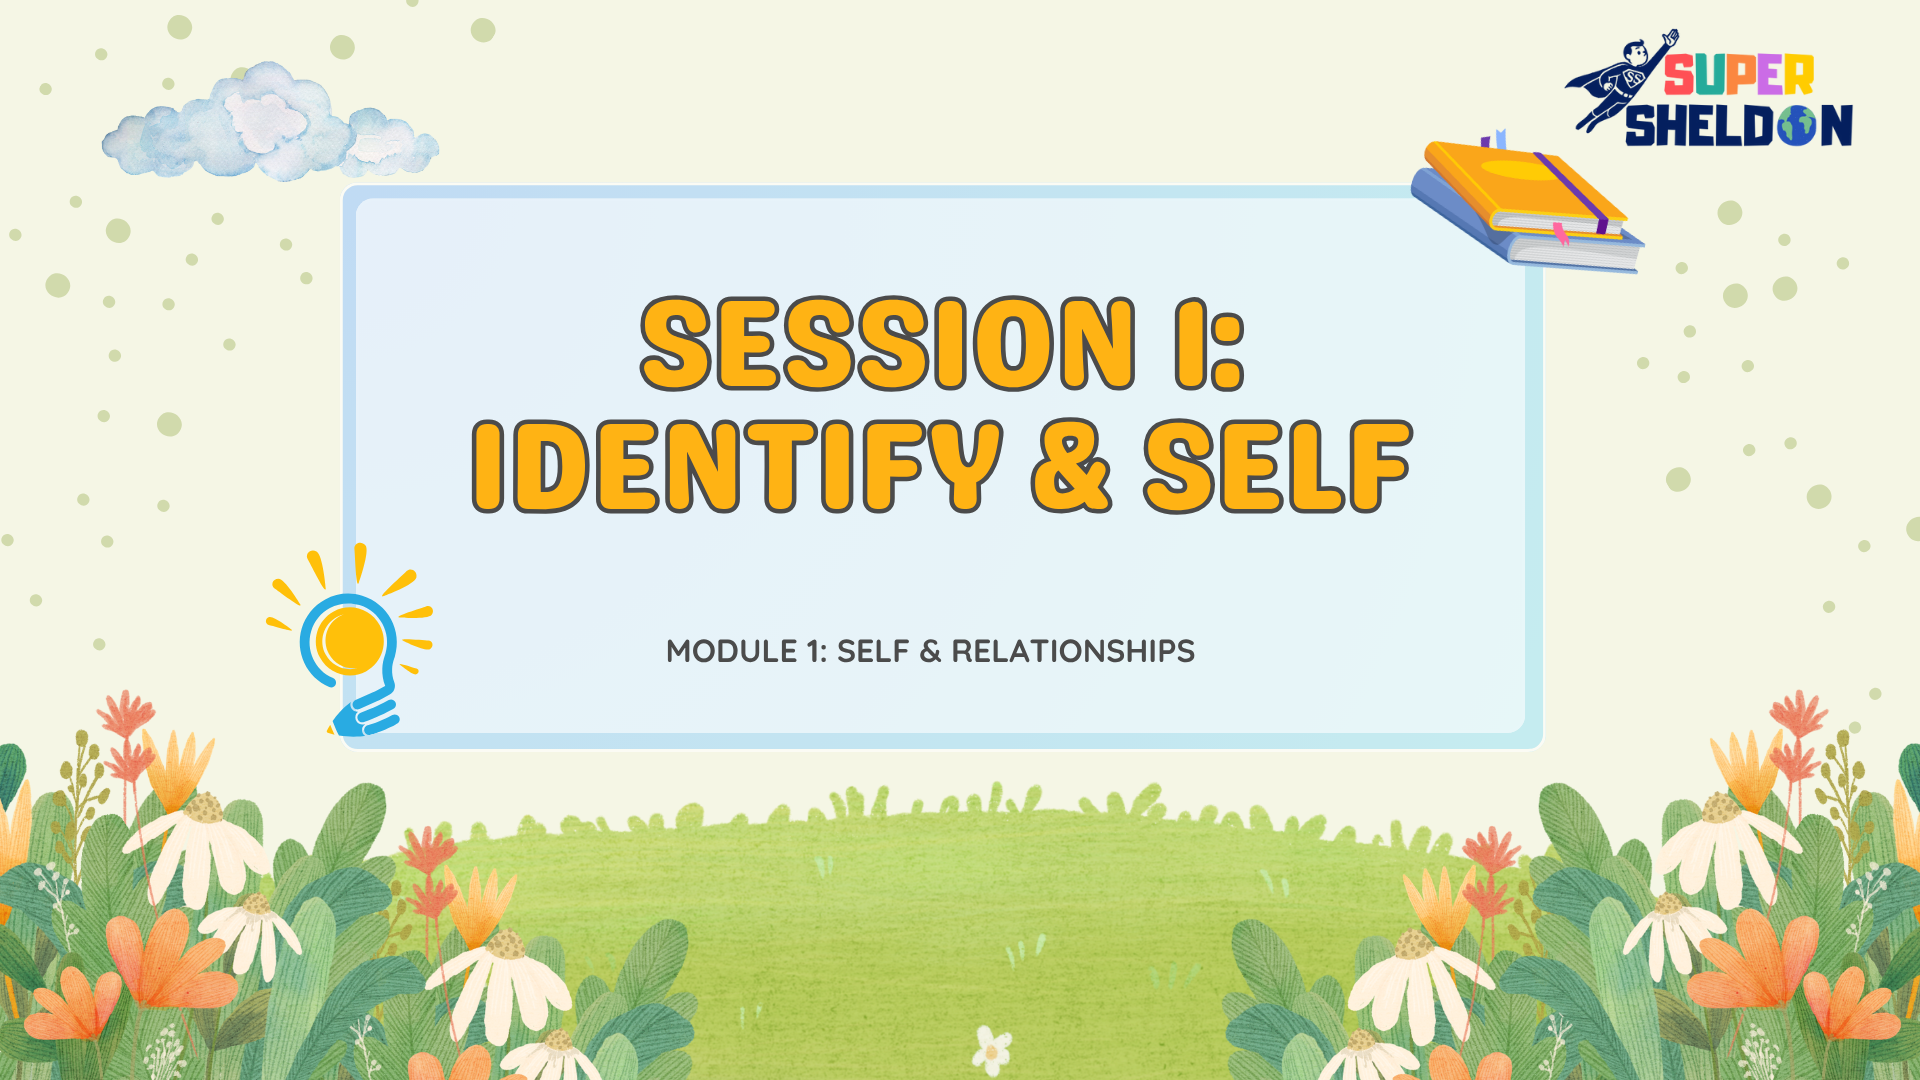 SUPER
SHELDON
SESSION 1:
IDENTIFY & SELF
MODULE 1: SELF & RELATIONSHIPS